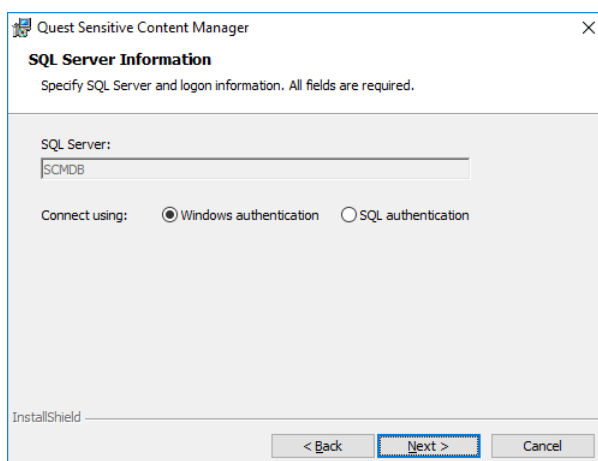 Quest Sensitive Content Manager
SQL Server Information
Specify SQL Server and logon information. All fields are required.
SQL Server:
SCMDB
Connect using: Windows authentication SQL authentication
InstallShield
< Back Next > Cancel